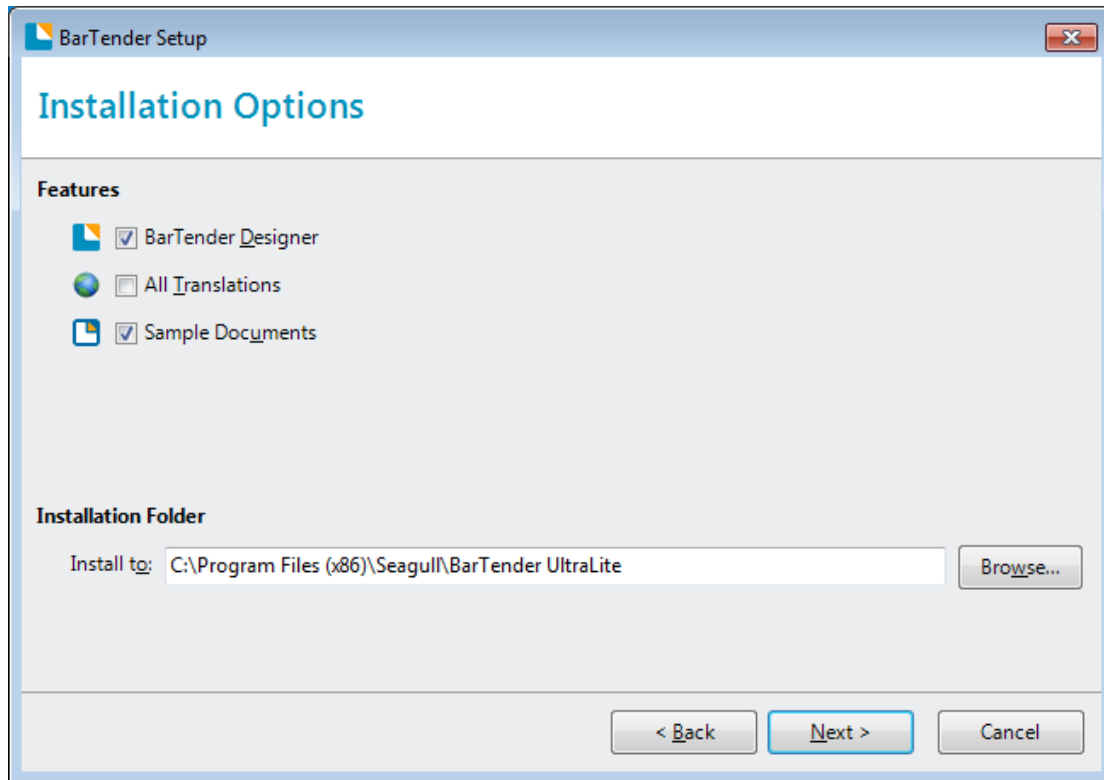 BarTender Setup
Installation Options
Features
BarTender Designer
All Translations
Sample Documents
Installation Folder
Install to: C:\Program Files (x86)\Seagull\BarTender UltraLite Browse...
< Back Next > Cancel